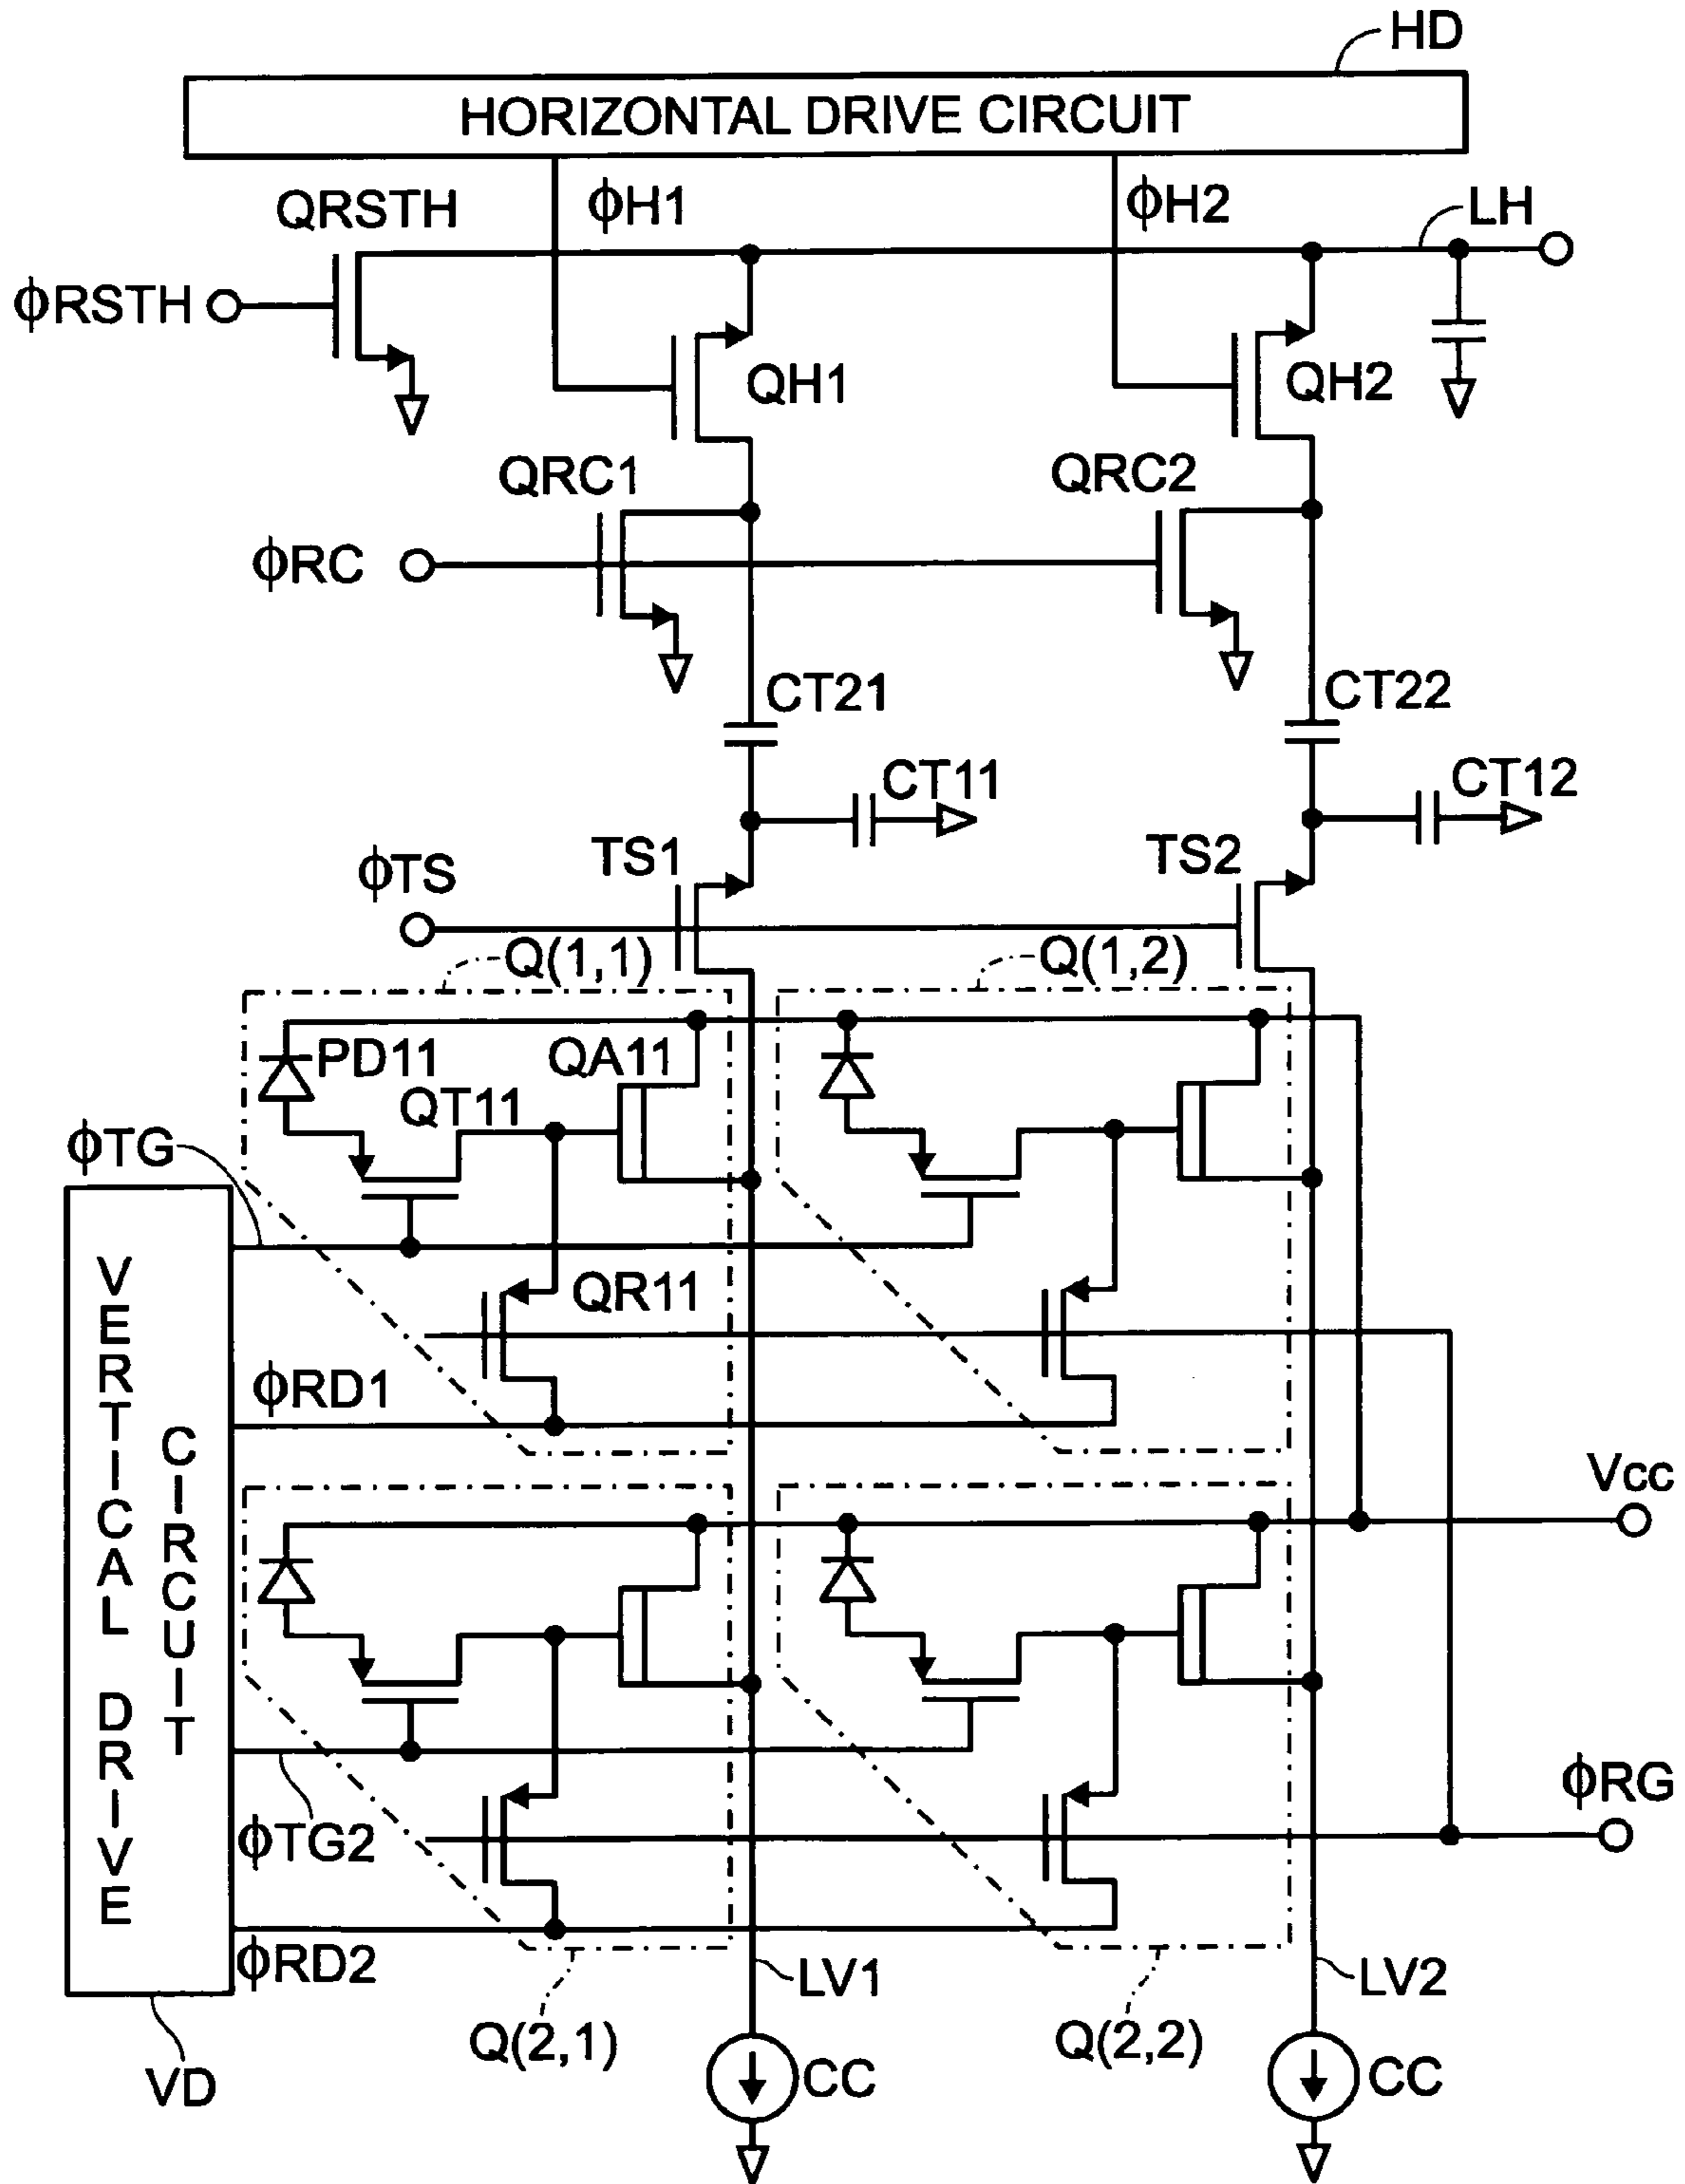 HD
HORIZONTAL DRIVE CIRCUIT
QRSTH
ϕH1
ϕH2
LH
ϕRSTH
QH1
QH2
QRC1
QRC2
ϕRC
CT21
CT22
CT11
CT12
TS1
TS2
ϕTS
Q(1,1)
Q(1,2)
PD11
QA11
QT11
ϕTG
VERTICAL DRIVE
CIRCUIT
QR11
ϕRD1
Vcc
ϕRG
ϕTG2
ϕRD2
LV1
LV2
Q(2,1)
Q(2,2)
VD
CC
CC